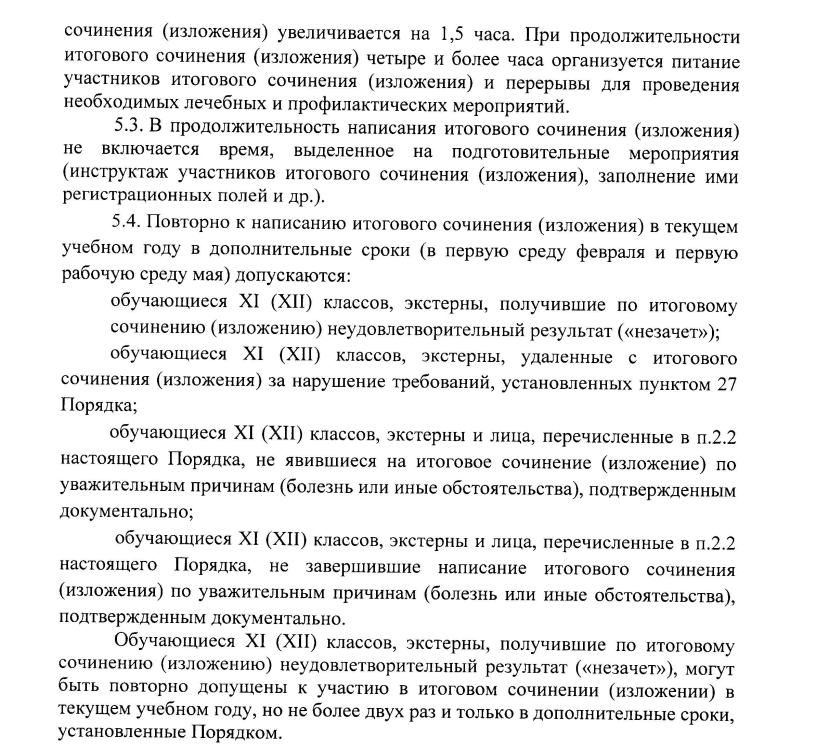 сочинения (изложения) увеличивается на 1,5 часа. При продолжительности
итогового сочинения (изложения) четыре и более часа организуется питание
участников итогового сочинения (изложения) и перерывы для проведения
необходимых лечебных и профилактических мероприятий.
5.3. В продолжительность написания итогового сочинения (изложения)
не включается время, выделенное на подготовительные мероприятия
(инструктаж участников итогового сочинения (изложения), заполнение ими
регистрационных полей и др.).
5.4. Повторно к написанию итогового сочинения (изложения) в текущем
учебном году в дополнительные сроки (в первую среду февраля и первую
рабочую среду мая) допускаются:
обучающиеся XI (XII) классов, экстерны, получившие по итоговому
сочинению (изложению) неудовлетворительный результат («незачет»);
обучающиеся XI (XII) классов, экстерны, удаленные с итогового
сочинения (изложения) за нарушение требований, установленных пунктом 27
Порядка;
обучающиеся XI (XII) классов, экстерны и лица, перечисленные в п.2.2
настоящего Порядка, не явившиеся на итоговое сочинение (изложение) по
уважительным причинам (болезнь или иные обстоятельства), подтвержденным
документально;
обучающиеся XI (XII) классов, экстерны и лица, перечисленные в п.2.2
настоящего Порядка, не завершившие написание итогового сочинения
(изложения) по уважительным причинам (болезнь или иные обстоятельства),
подтвержденным документально.
Обучающиеся XI (XII) классов, экстерны, получившие по итоговому
сочинению (изложению) неудовлетворительный результат («незачет»), могут
быть повторно допущены к участию в итоговом сочинении (изложении) в
текущем учебном году, но не более двух раз и только в дополнительные сроки,
установленные Порядком.